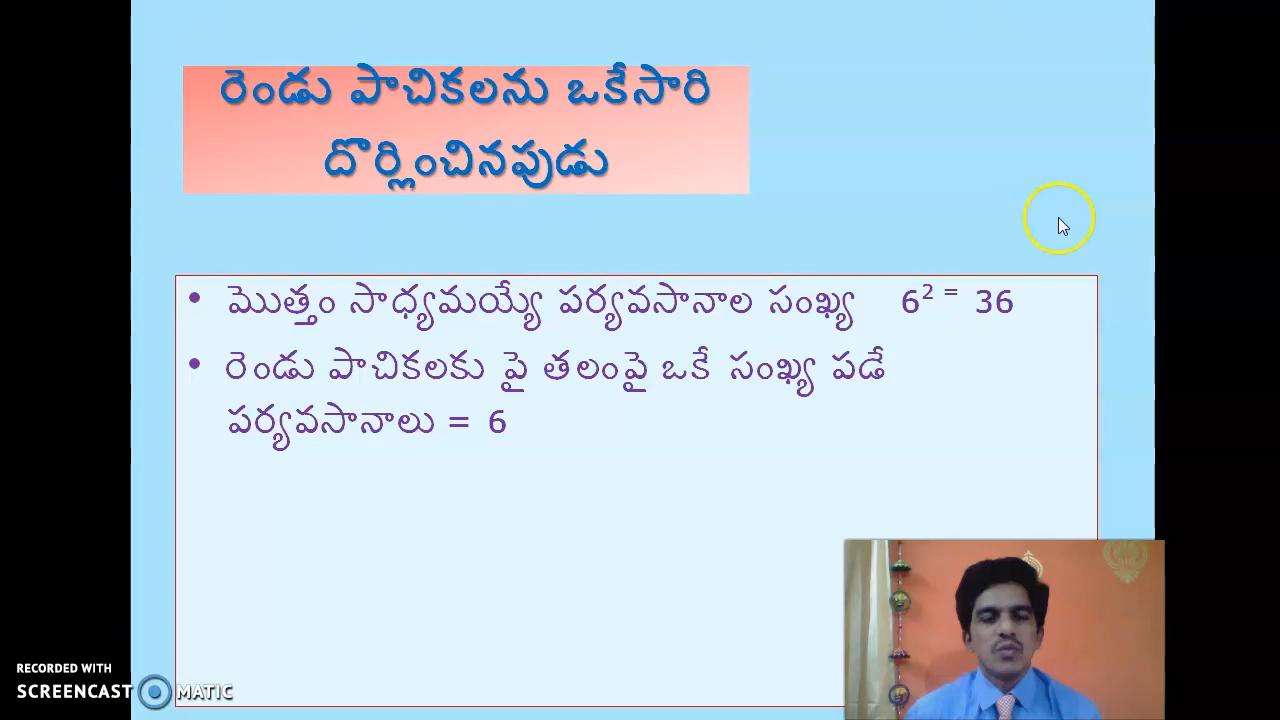 రెండు పాచికలను ఒకేసారి
దొర్లించినపుడు
• మొత్తం సాధ్యమయ్యే పర్యవసానాల సంఖ్య 6² ⁼ 36
• రెండు పాచికలకు పై తలంపై ఒకే సంఖ్య పడే
పర్యవసానాలు = 6
RECORDED WITH
SCREENCAST MATIC